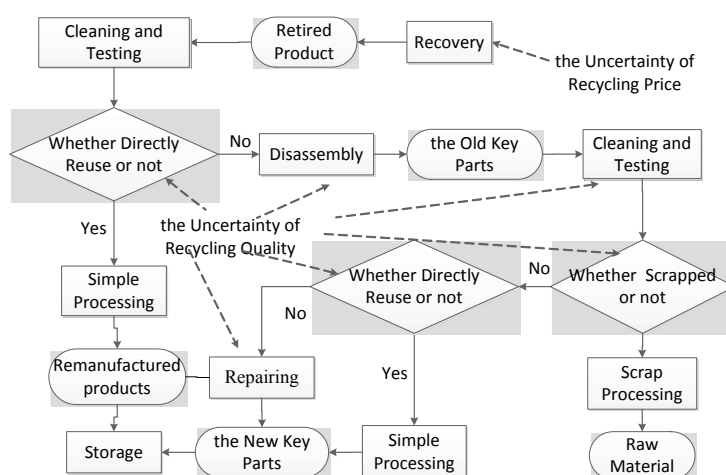 Cleaning and
Testing
Retired
Product
Recovery
the Uncertainty of
Recycling Price
Whether Directly
Reuse or not
No
Disassembly
the Old Key
Parts
Cleaning and
Testing
Yes
the Uncertainty of
Recycling Quality
Simple
Processing
Whether Directly
Reuse or not
No
Whether Scrapped
or not
No
Remanufactured
products
Repairing
Yes
Scrap
Processing
Storage
the New Key
Parts
Simple
Processing
Raw
Material